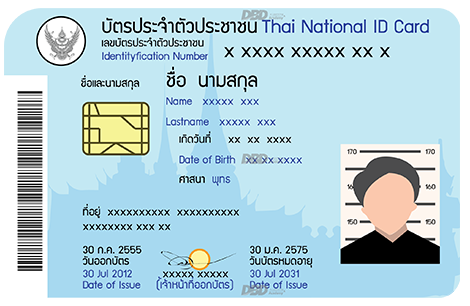 DBD
บัตรประจำตัวประชาชน Thai National ID Card
เลขบัตรประจำตัวประชาชน
Identityfication Number X XXXX XXXXX XX X
ชื่อและนามสกุล ชื่อ นามสกุล
Name xxxxx xxx
Lastname xxxxx xxx
เกิดวันที่ xx xx xxxx
Date of Birth xx xx xxxx
DBD
ศาสนา พุทธ
170 170
160 160
150 150
ที่อยู่ xxxxxxxxxx xxxxxxxxxx
xxxxxxxx xxx xx
30 ก.ค. 2555
วันออกบัตร
30 Jul 2012
Date of Issue
xxxxx xxxxx
(เจ้าหน้าที่ออกบัตร)
30 ม.ค. 2575
วันบัตรหมดอายุ
30 Jul 2031
Date of Issue
DBD